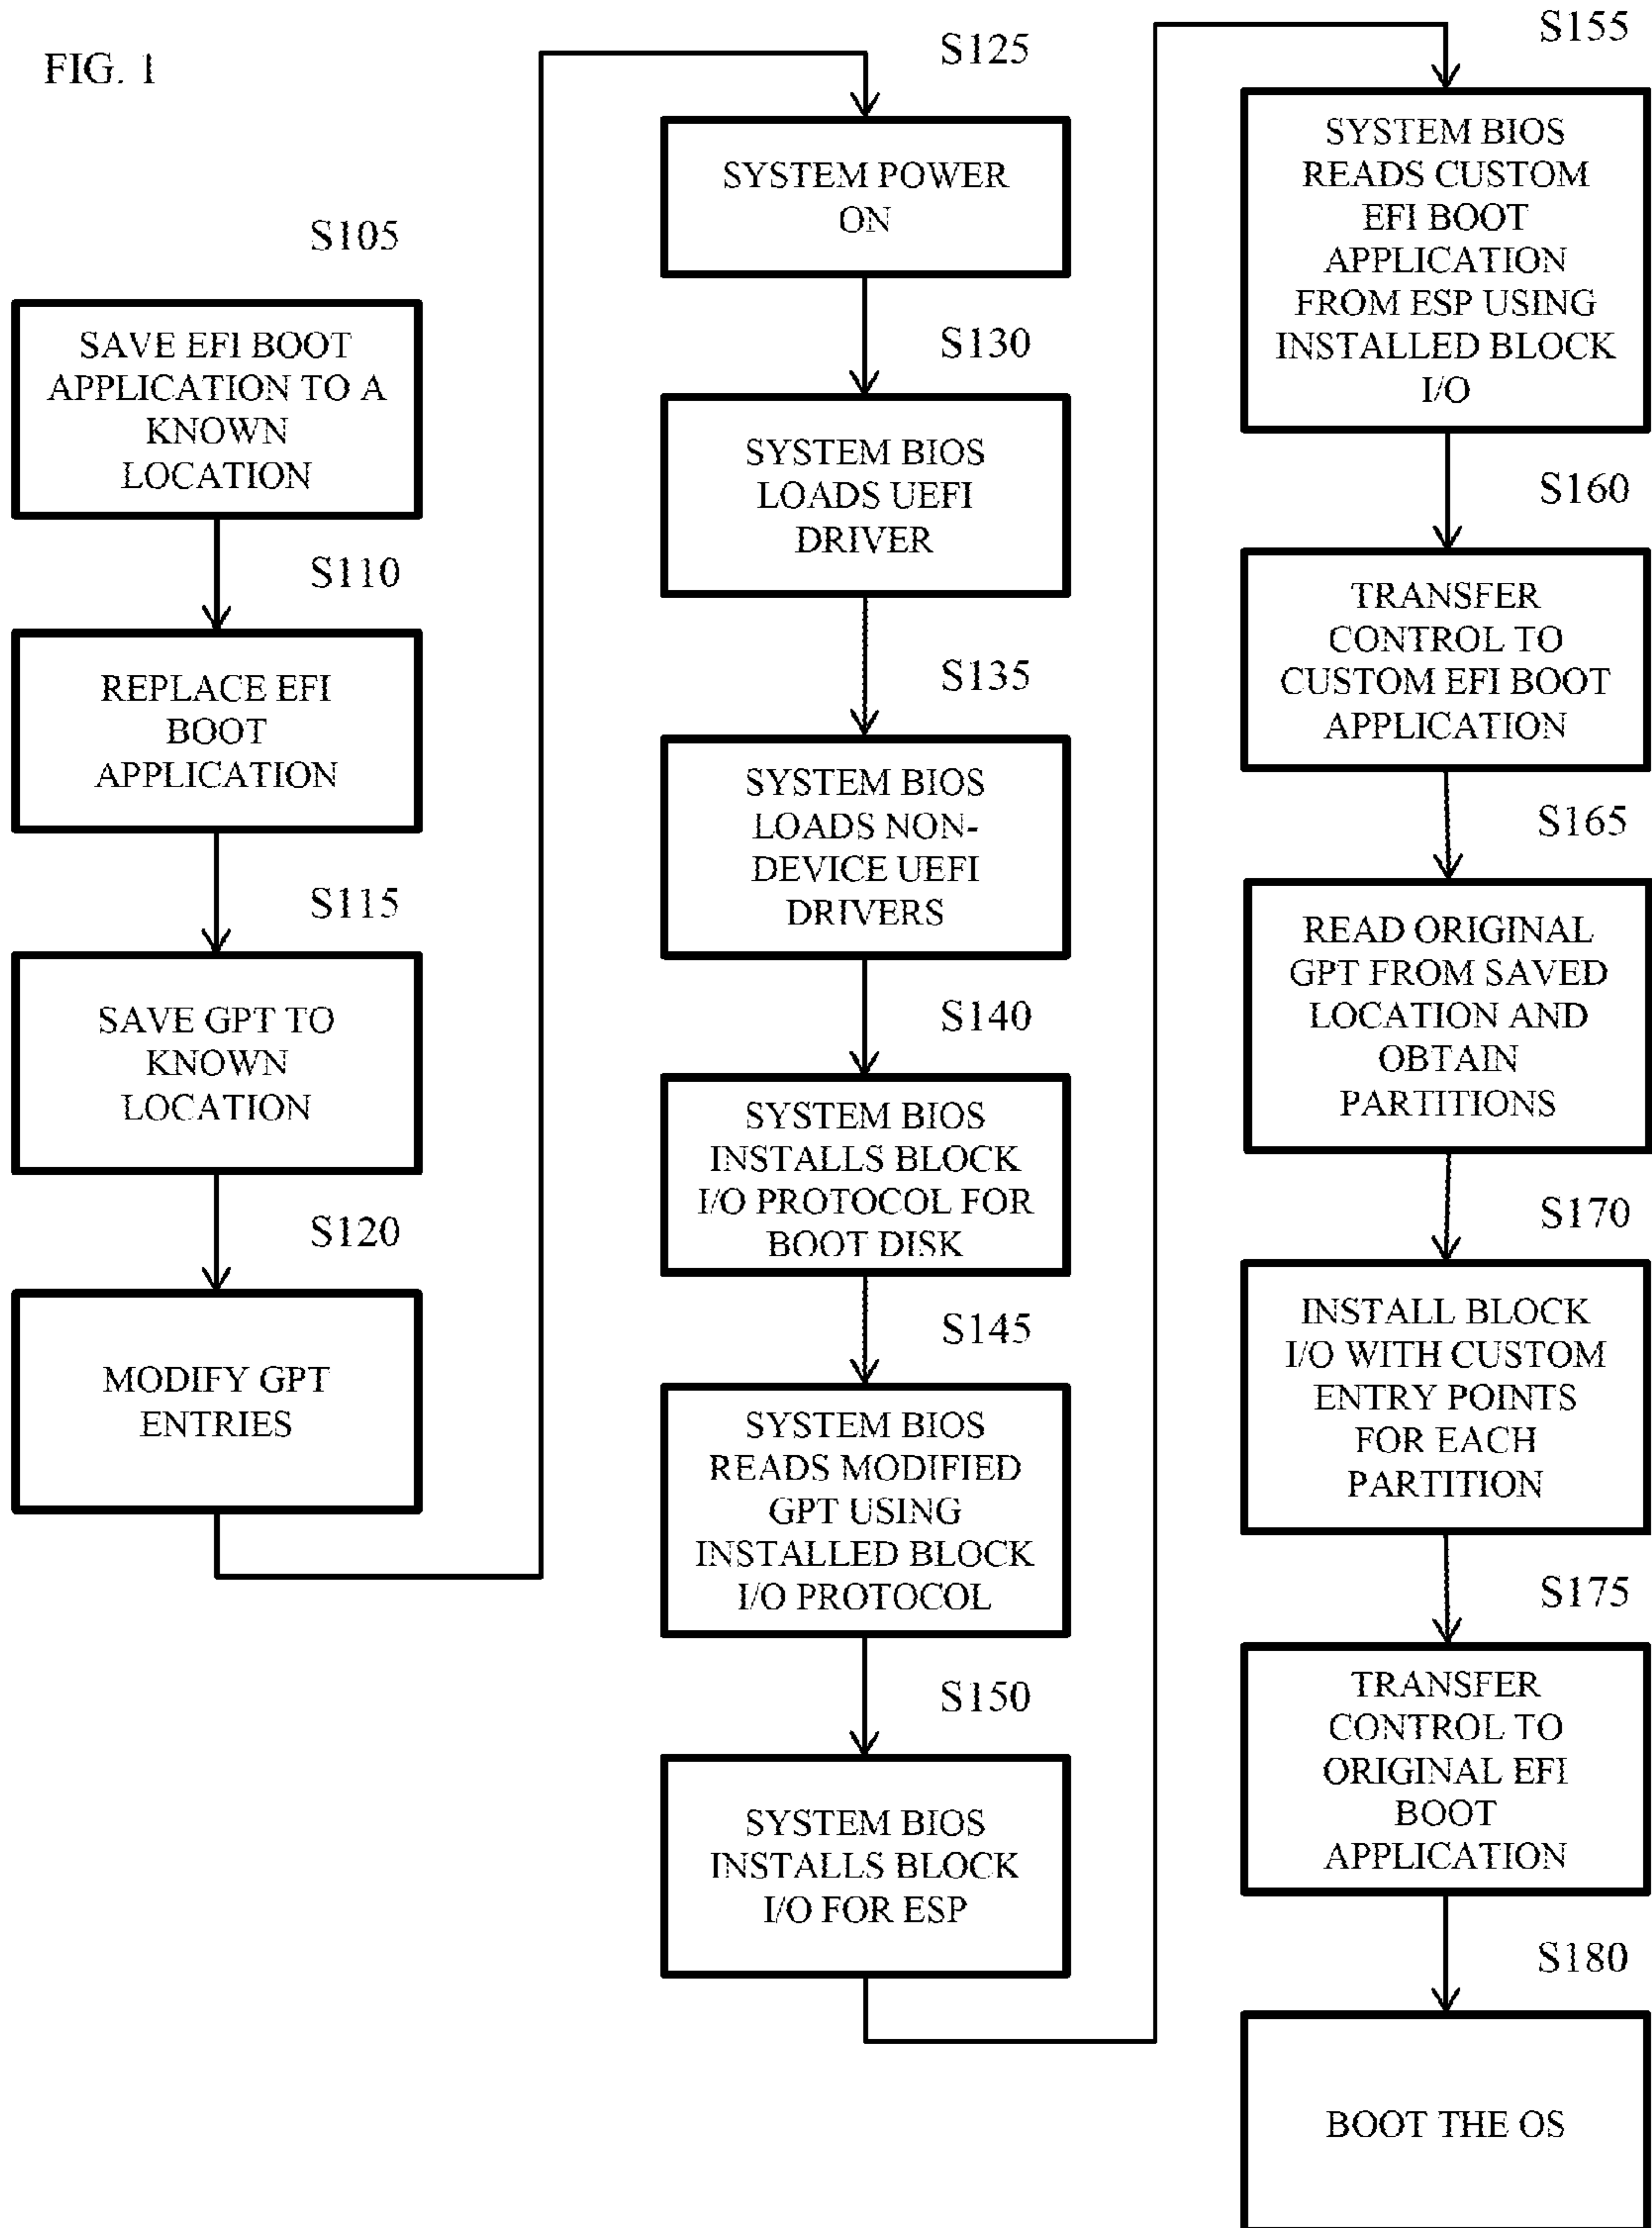 FIG. 1
S105
SAVE EFI BOOT
APPLICATION TO A
KNOWN
LOCATION
S110
REPLACE EFI
BOOT
APPLICATION
S115
SAVE GPT TO
KNOWN
LOCATION
S120
MODIFY GPT
ENTRIES
S125
SYSTEM POWER
ON
S130
SYSTEM BIOS
LOADS UEFI
DRIVER
S135
SYSTEM BIOS
LOADS NON-
DEVICE UEFI
DRIVERS
S140
SYSTEM BIOS
INSTALLS BLOCK
I/O PROTOCOL FOR
BOOT DISK
S145
SYSTEM BIOS
READS MODIFIED
GPT USING
INSTALLED BLOCK
I/O PROTOCOL
S150
SYSTEM BIOS
INSTALLS BLOCK
I/O FOR ESP
S155
SYSTEM BIOS
READS CUSTOM
EFI BOOT
APPLICATION
FROM ESP USING
INSTALLED BLOCK
I/O
S160
TRANSFER
CONTROL TO
CUSTOM EFI BOOT
APPLICATION
S165
READ ORIGINAL
GPT FROM SAVED
LOCATION AND
OBTAIN
PARTITIONS
S170
INSTALL BLOCK
I/O WITH CUSTOM
ENTRY POINTS
FOR EACH
PARTITION
S175
TRANSFER
CONTROL TO
ORIGINAL EFI
BOOT
APPLICATION
S180
BOOT THE OS